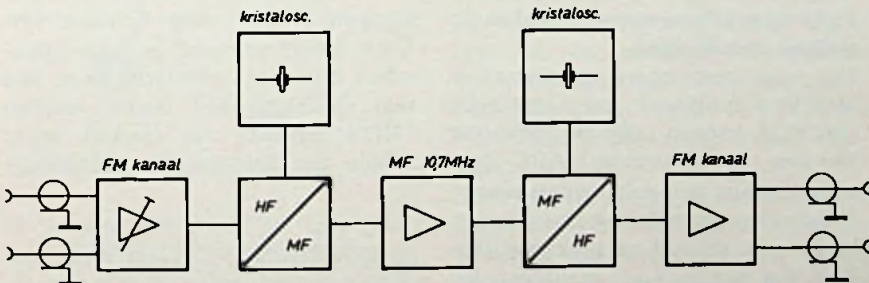 kristalosc.
kristalosc.
FM kanaal
MF 10,7MHz
FM kanaal
HF
MF
MF
HF